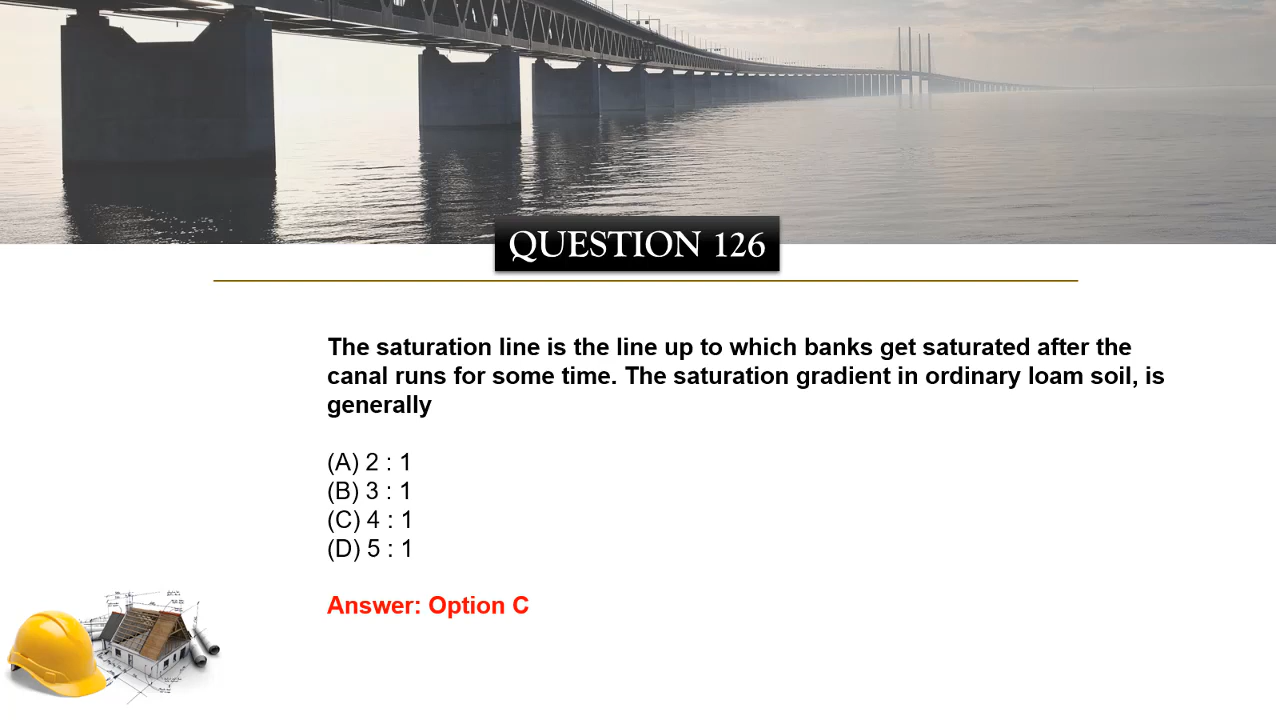 QUESTION 126
The saturation line is the line up to which banks get saturated after the
canal runs for some time. The saturation gradient in ordinary loam soil, is
generally
(A) 2 : 1
(B) 3 : 1
(C) 4 : 1
(D) 5 : 1
Answer: Option C